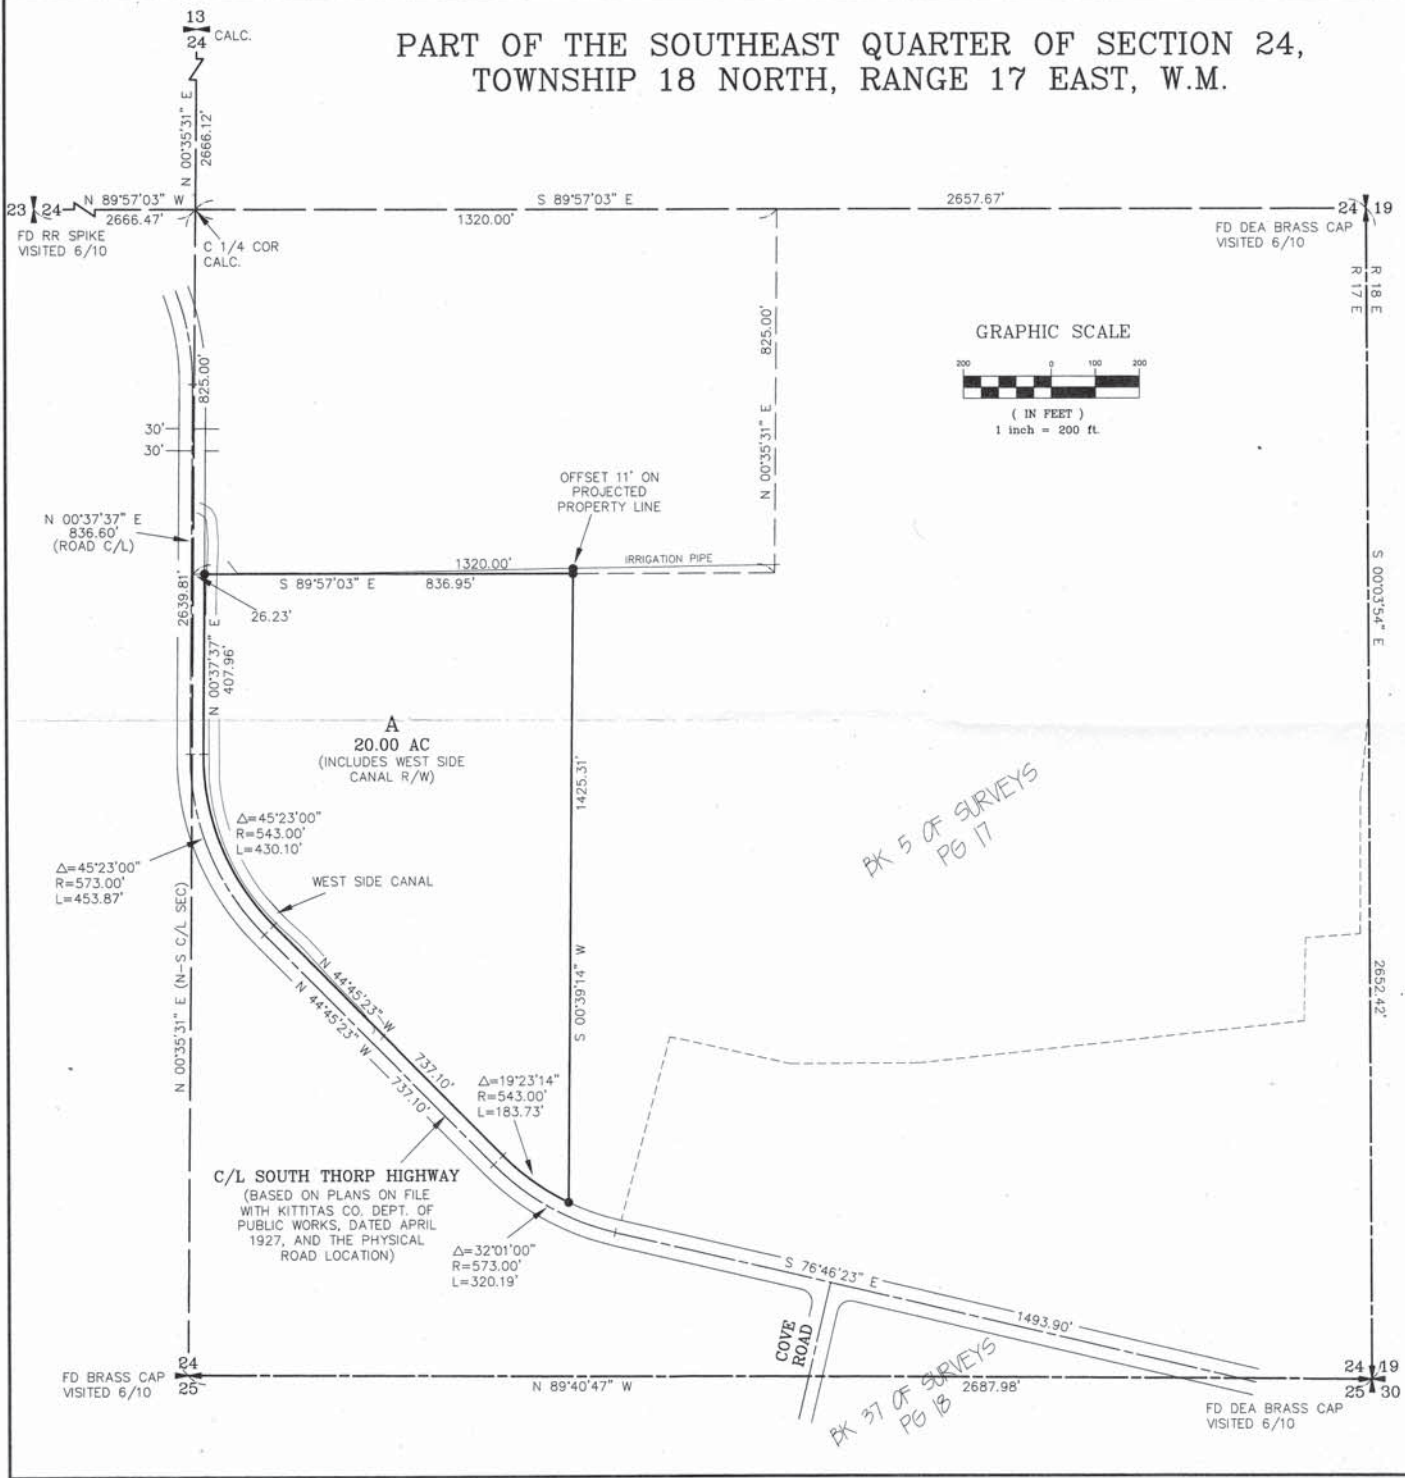 PART OF THE SOUTHEAST QUARTER OF SECTION 24,
TOWNSHIP 18 NORTH, RANGE 17 EAST, W.M.
13
24
CALC.
N 00°35'31" E
2666.12'
23
24
N 89°57'03" W
2666.47'
FD RR SPIKE
VISITED 6/10
C 1/4 COR
CALC.
S 89°57'03" E
1320.00'
2657.67'
24
19
FD DEA BRASS CAP
VISITED 6/10
R 17 E
R 18 E
825.00'
825.00'
N 00°35'31" E
GRAPHIC SCALE
200
0
100
200
( IN FEET )
1 inch = 200 ft.
30'
30'
N 00°37'37" E
836.60'
(ROAD C/L)
OFFSET 11' ON
PROJECTED
PROPERTY LINE
1320.00'
IRRIGATION PIPE
S 89°57'03" E
836.95'
26.23'
2639.81'
N 00°37'37" E
407.96'
S 00°03'54" E
A
20.00 AC
(INCLUDES WEST SIDE
CANAL R/W)
1425.31'
S 00°39'14" W
BK 5 OF SURVEYS
PG 17
Δ=45°23'00"
R=543.00'
L=430.10'
Δ=45°23'00"
R=573.00'
L=453.87'
WEST SIDE CANAL
N 00°35'31" E (N-S C/L SEC)
N 44°45'23" W
737.10'
N 44°45'23" W
737.10'
2652.42'
Δ=19°23'14"
R=543.00'
L=183.73'
C/L SOUTH THORP HIGHWAY
(BASED ON PLANS ON FILE
WITH KITTITAS CO. DEPT. OF
PUBLIC WORKS, DATED APRIL
1927, AND THE PHYSICAL
ROAD LOCATION)
Δ=32°01'00"
R=573.00'
L=320.19'
S 76°46'23" E
1493.90'
COVE
ROAD
24
25
FD BRASS CAP
VISITED 6/10
N 89°40'47" W
2687.98'
BK 37 OF SURVEYS
PG 18
24
19
25
30
FD DEA BRASS CAP
VISITED 6/10